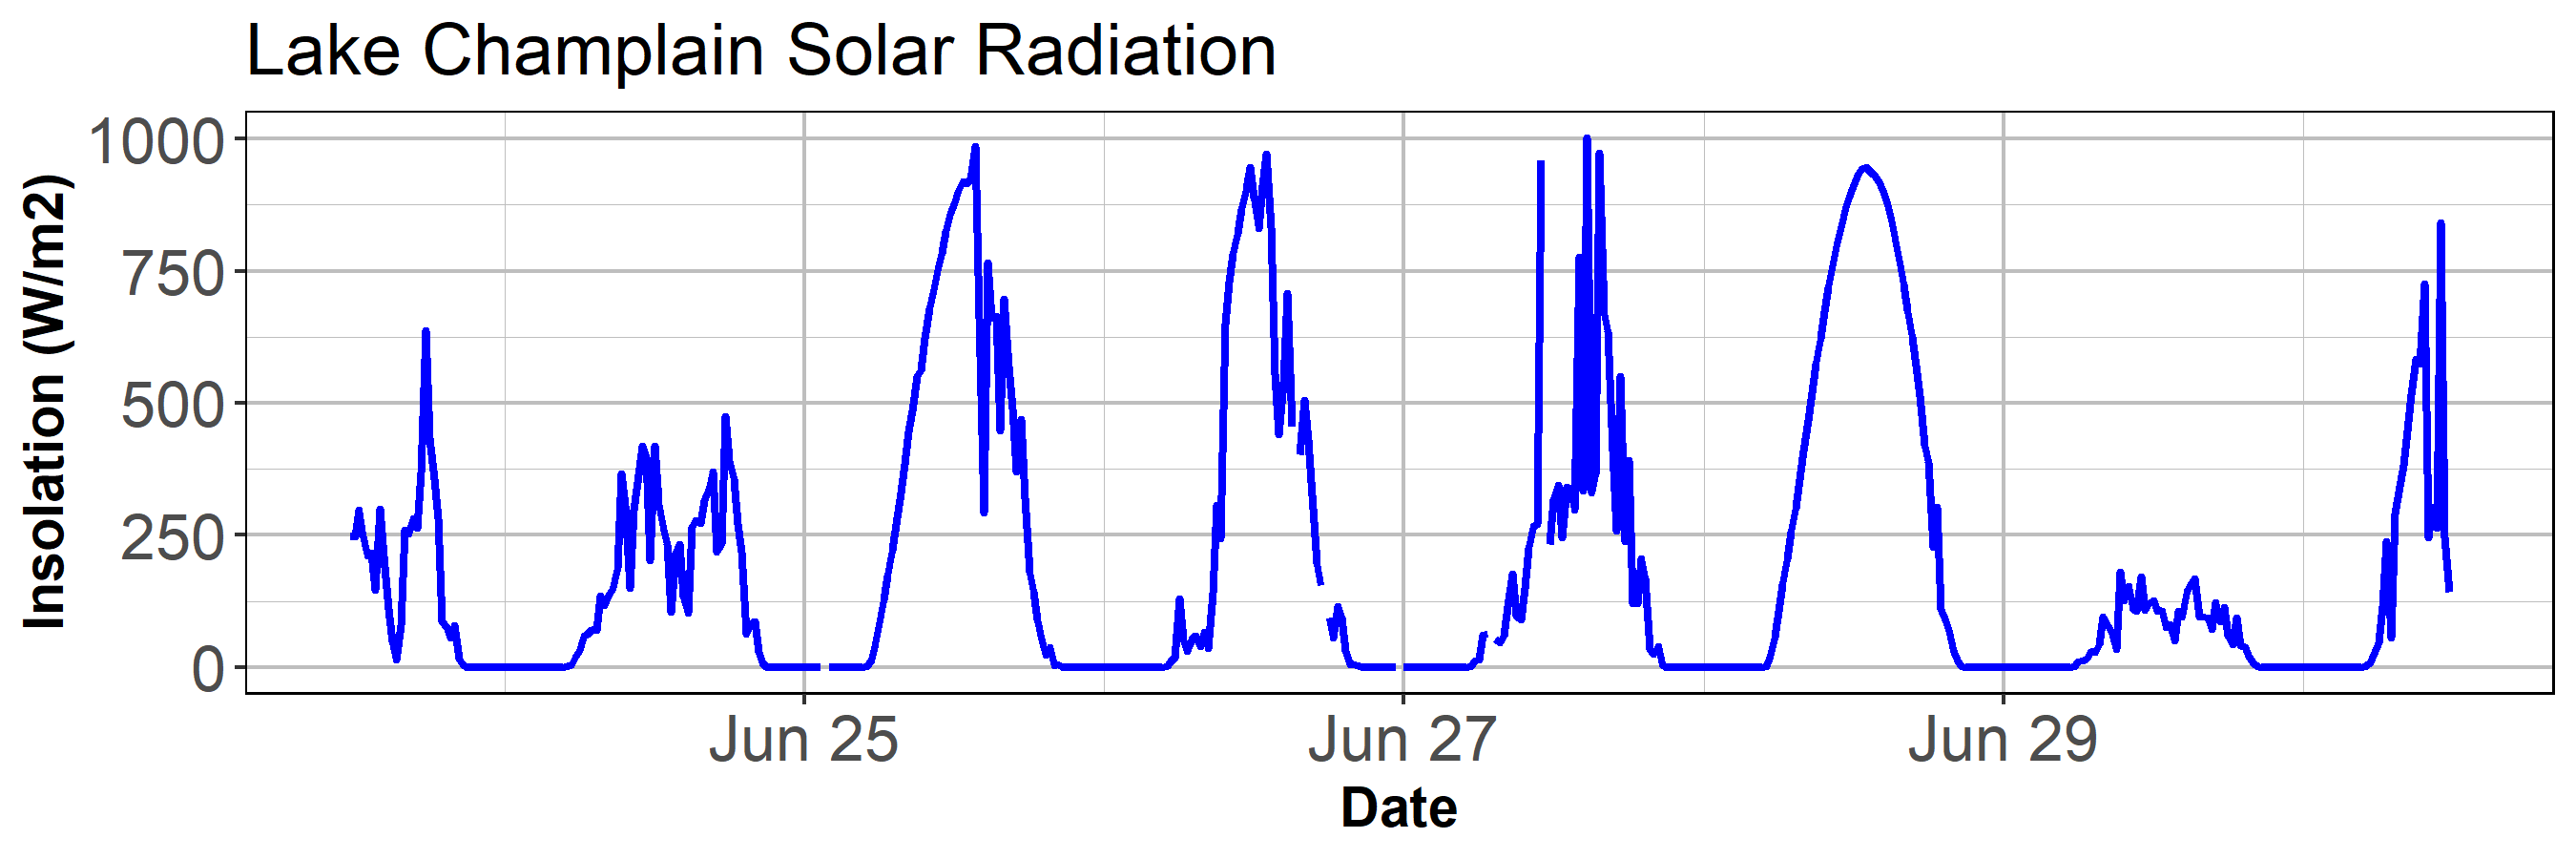 Lake Champlain Solar Radiation
1000
750
500
250
0
Insolation (W/m2)
Jun 25 Jun 27 Jun 29
Date